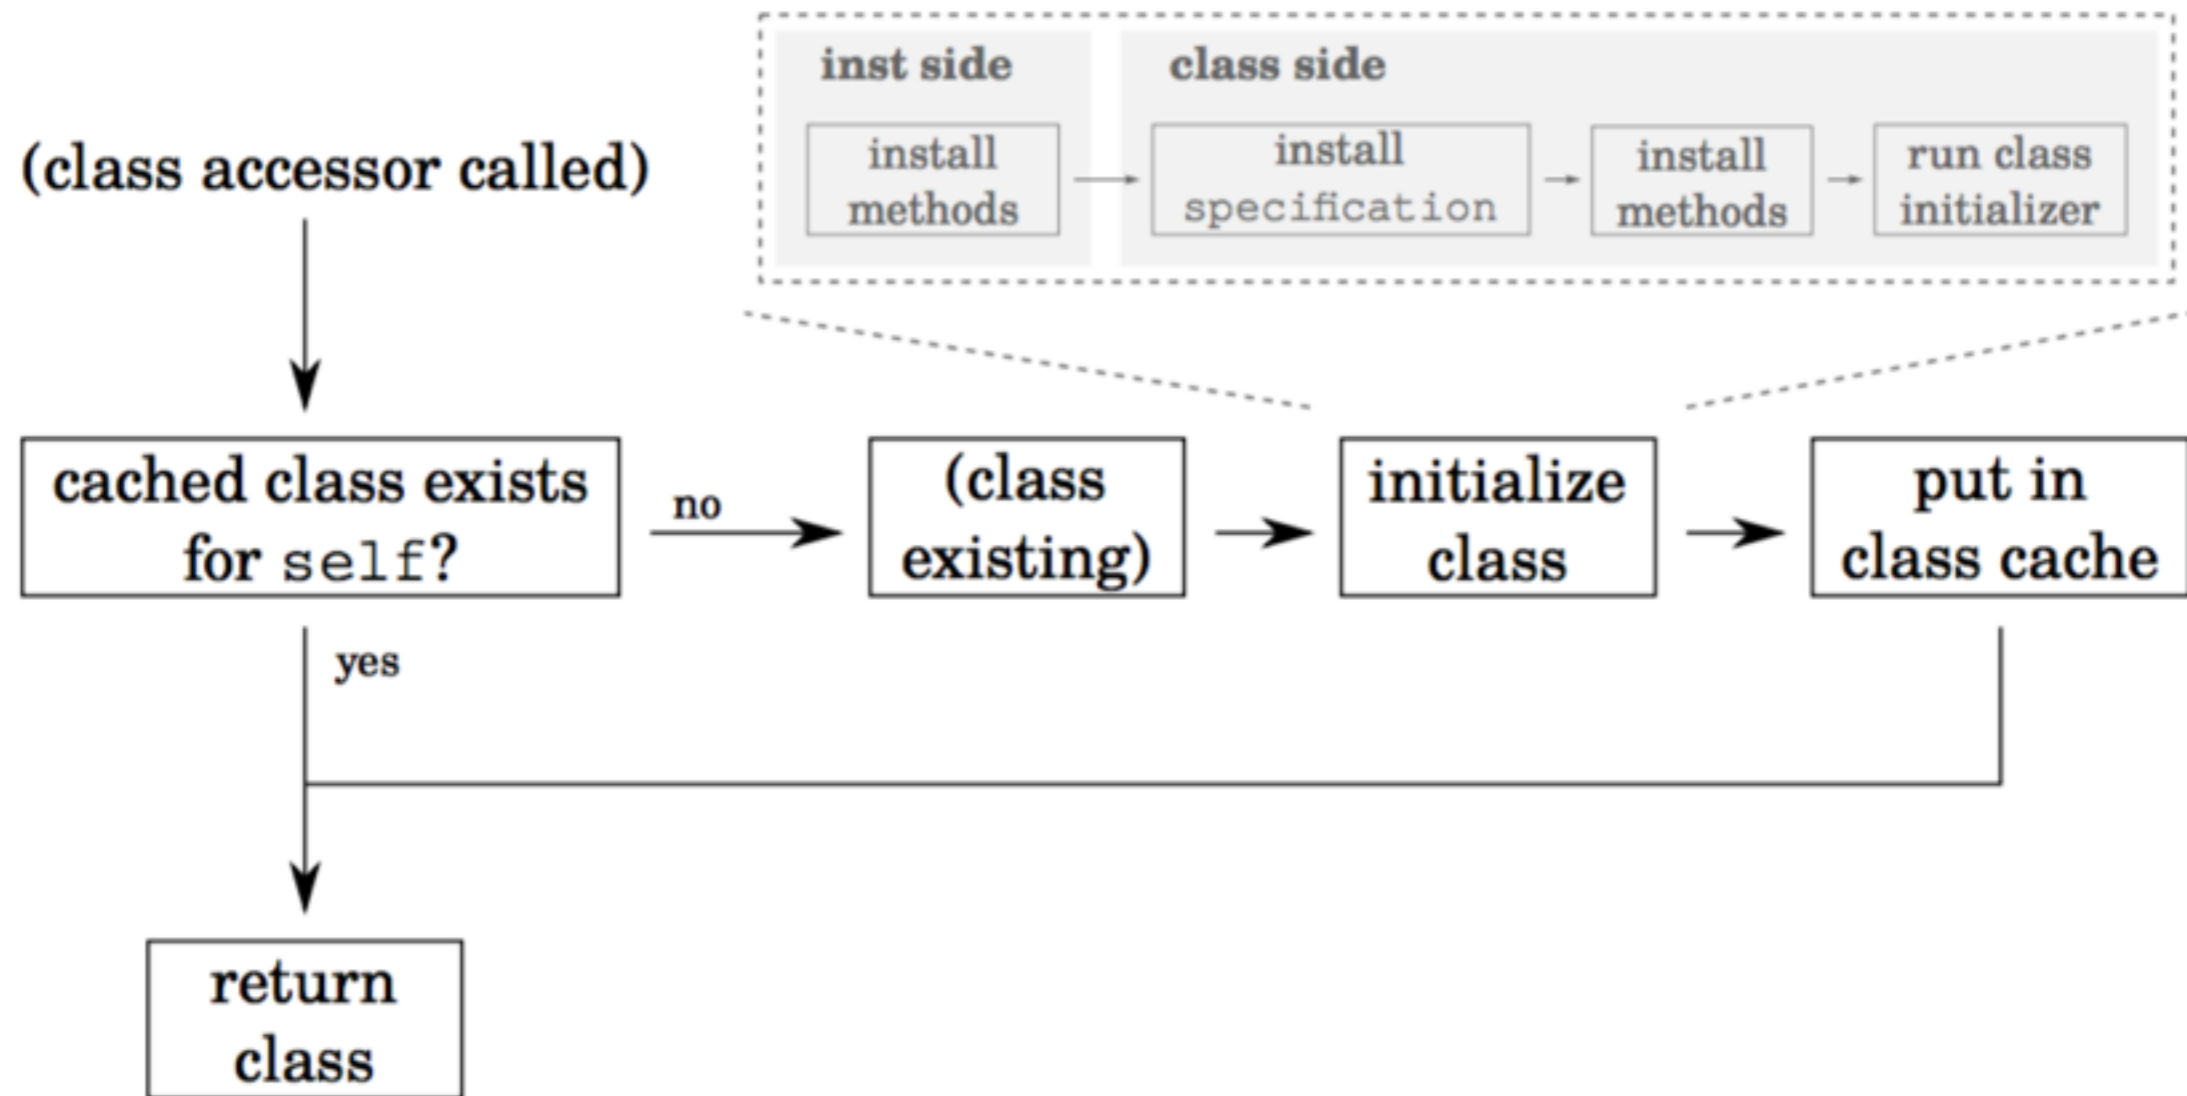 inst side
class side
install
methods
install
specification
install
methods
run class
initializer
(class accessor called)
cached class exists
for self?
no
(class
existing)
initialize
class
put in
class cache
yes
return
class